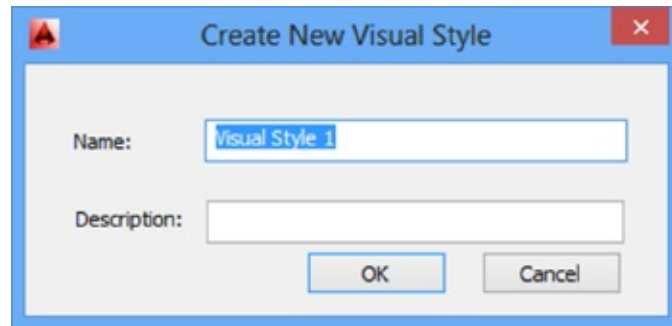 Create New Visual Style
Name:
Visual Style 1
Description:
OK
Cancel